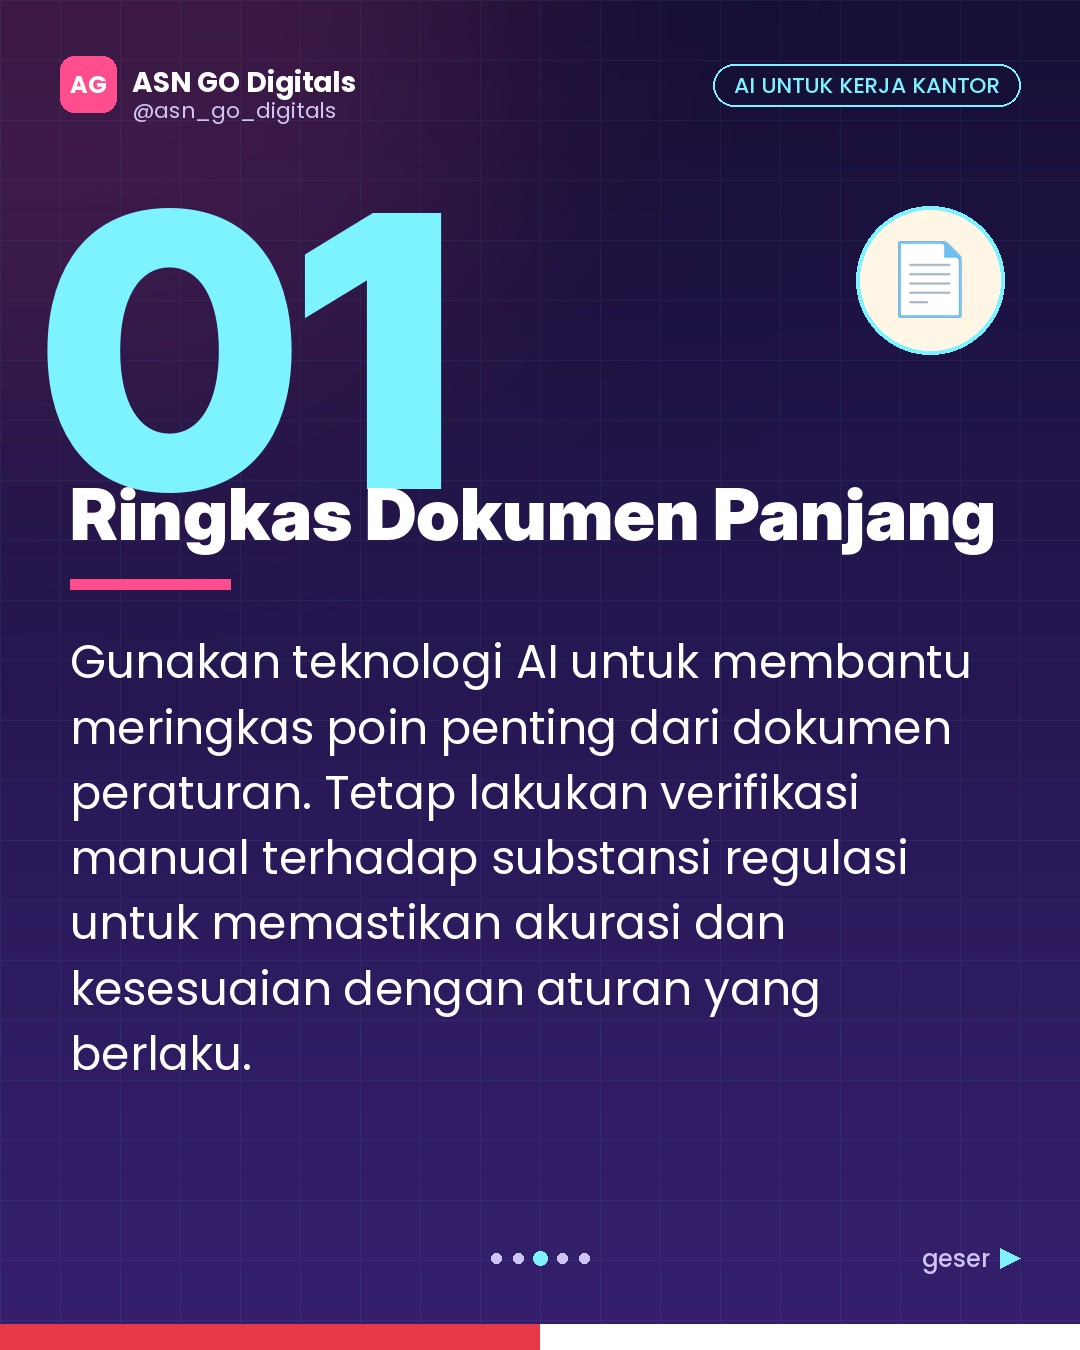 AG
ASN GO Digitals
@asn_go_digitals
AI UNTUK KERJA KANTOR
01
Ringkas Dokumen Panjang
Gunakan teknologi AI untuk membantu
meringkas poin penting dari dokumen
peraturan. Tetap lakukan verifikasi
manual terhadap substansi regulasi
untuk memastikan akurasi dan
kesesuaian dengan aturan yang
berlaku.
geser